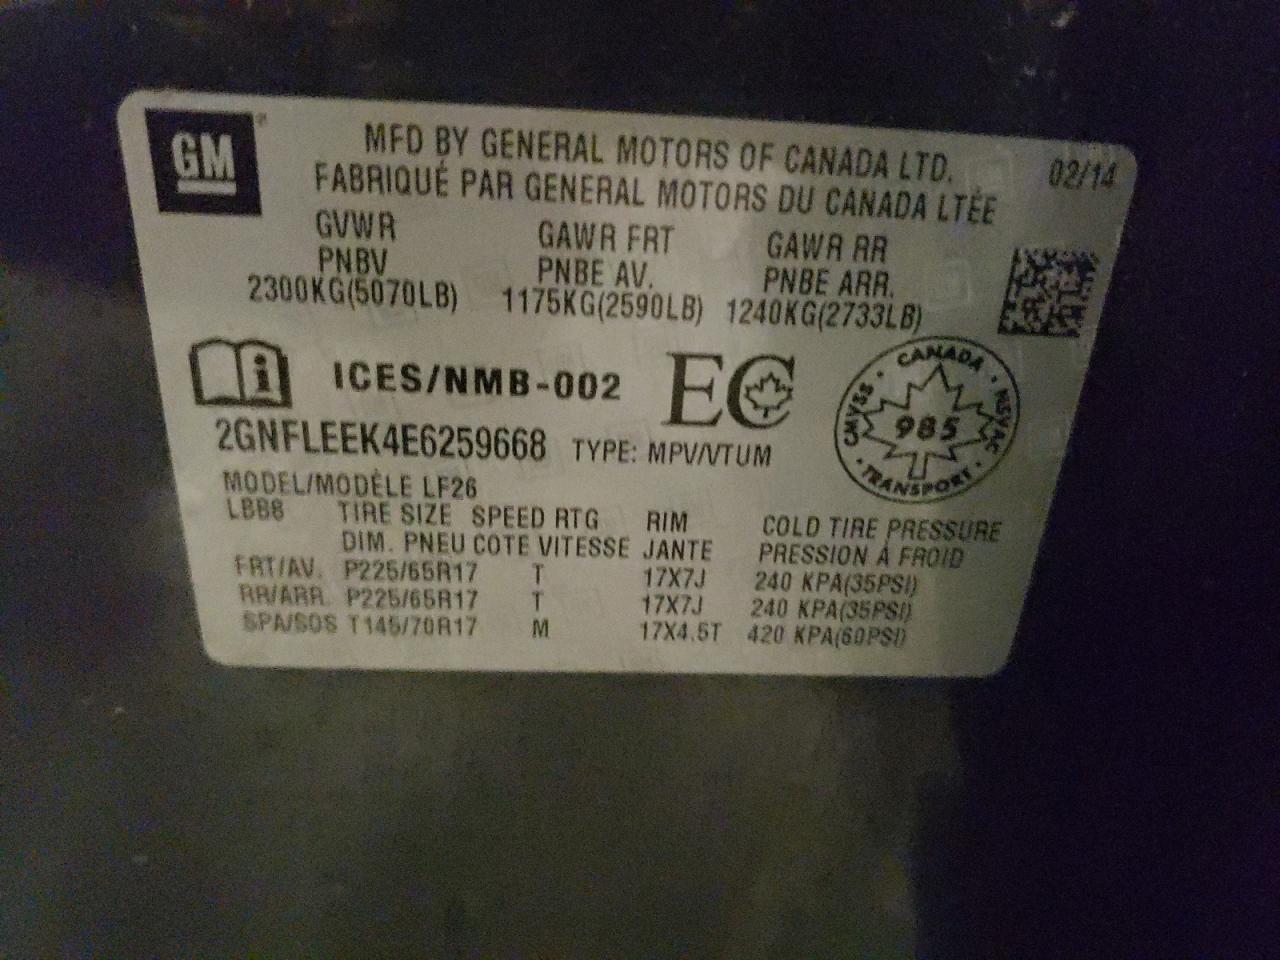 GM
MFD BY GENERAL MOTORS OF CANADA LTD. 02/14
FABRIQUÉ PAR GENERAL MOTORS DU CANADA LTÉE
GVWR GAWR FRT GAWR RR
PNBV PNBE AV. PNBE ARR.
2300KG(5070LB) 1175KG(2590LB) 1240KG(2733LB)
i ICES/NMB-002 EC
CANADA
CMVSS 985 NSVAC
TRANSPORT
2GNFLEEK4E6259668 TYPE: MPV/VTUM
MODEL/MODÈLE LF26
LBB8 TIRE SIZE SPEED RTG RIM COLD TIRE PRESSURE
DIM. PNEU COTE VITESSE JANTE PRESSION À FROID
FRT/AV. P225/65R17 T 17X7J 240 KPA(35PSI)
RR/ARR. P225/65R17 T 17X7J 240 KPA(35PSI)
SPA/SOS T145/70R17 M 17X4.5T 420 KPA(60PSI)